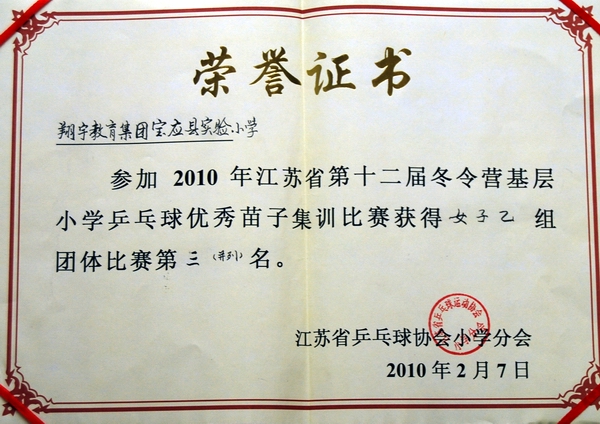 荣誉证书
翔宇教育集团宝应县实验小学
参加 2010 年江苏省第十二届冬令营基层
小学乒乓球优秀苗子集训比赛获得女子乙组
团体比赛第三(并列)名。
江苏省乒乓球协会小学分会
2010年2月7日